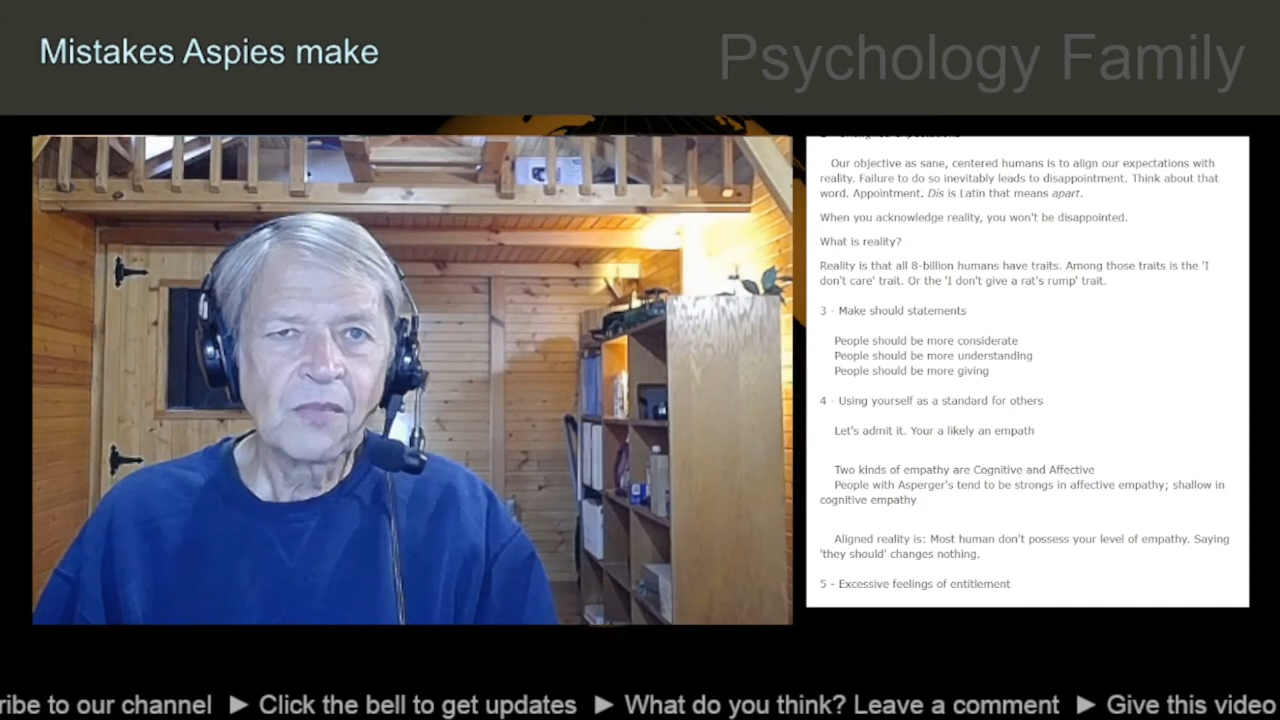 Mistakes Aspies make
Psychology Family
Our objective as sane, centered humans is to align our expectations with
reality. Failure to do so inevitably leads to disappointment. Think about that
word. Appointment. Dis is Latin that means apart.
When you acknowledge reality, you won't be disappointed.
What is reality?
Reality is that all 8-billion humans have traits. Among those traits is the 'I
don't care' trait. Or the 'I don't give a rat's rump' trait.
3 - Make should statements
People should be more considerate
People should be more understanding
People should be more giving
4 - Using yourself as a standard for others
Let's admit it. Your a likely an empath
Two kinds of empathy are Cognitive and Affective
People with Asperger's tend to be strongs in affective empathy; shallow in
cognitive empathy
Aligned reality is: Most human don't possess your level of empathy. Saying
'they should' changes nothing.
5 - Excessive feelings of entitlement
ribe to our channel ► Click the bell to get updates ► What do you think? Leave a comment ► Give this video